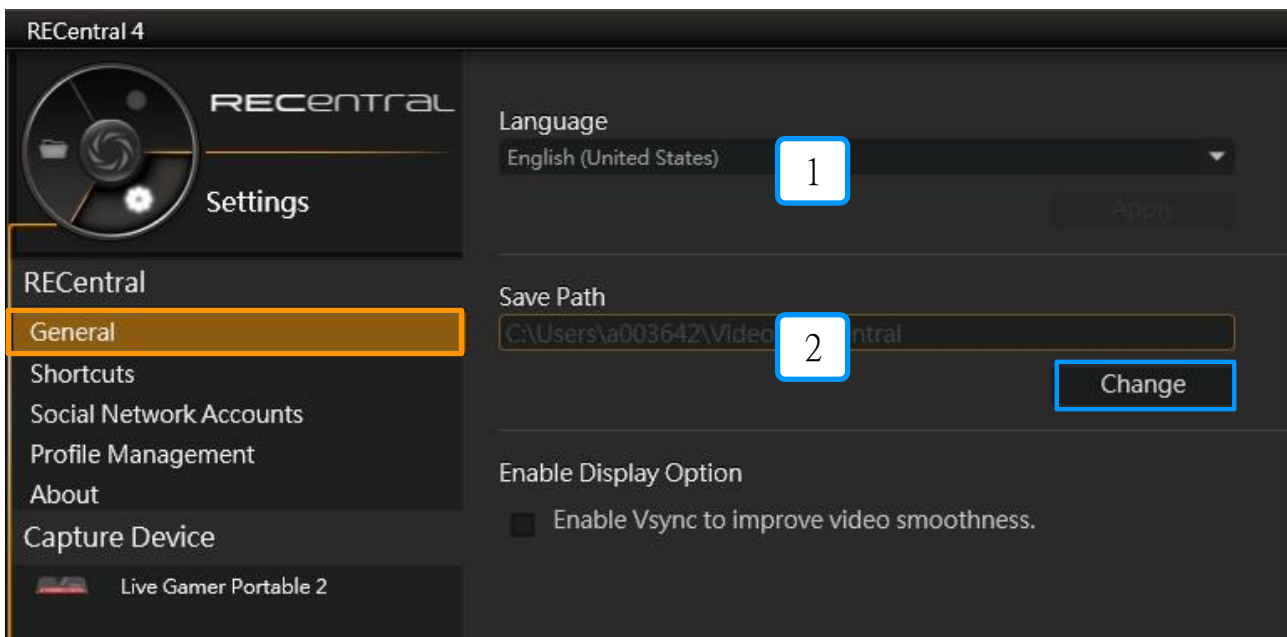 RECentral 4
RECentral
Settings
RECentral
General
Shortcuts
Social Network Accounts
Profile Management
About
Capture Device
Live Gamer Portable 2
Language
English (United States)
1
Apply
Save Path
C:\Users\a003642\Video ntral
2
Change
Enable Display Option
Enable Vsync to improve video smoothness.